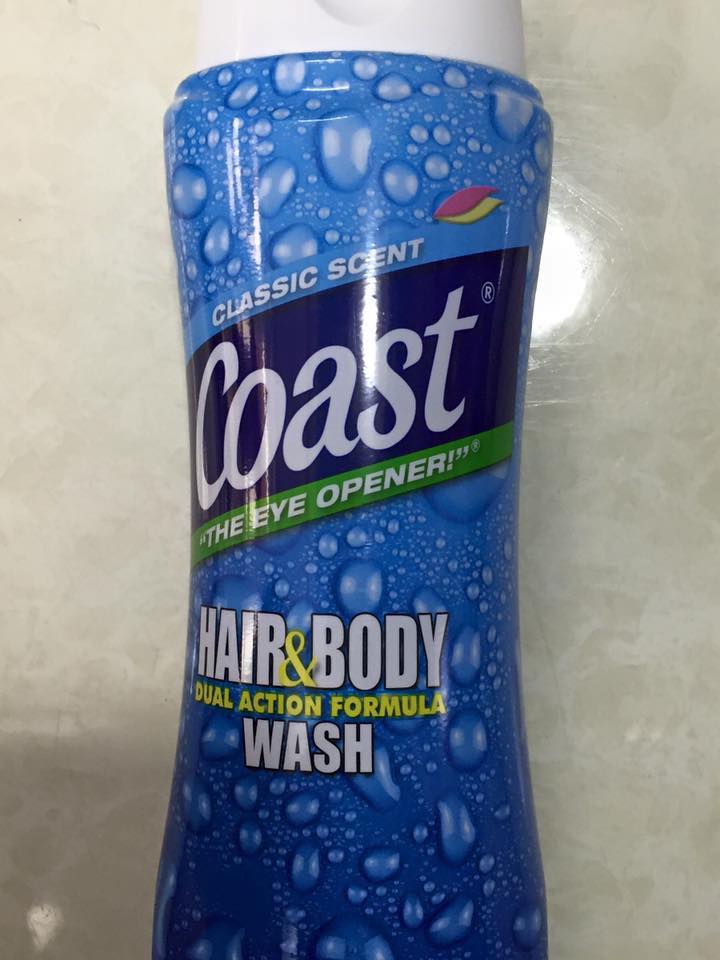 CLASSIC SCENT
Coast®
“THE EYE OPENER!”®
HAIR&BODY
DUAL ACTION FORMULA
WASH